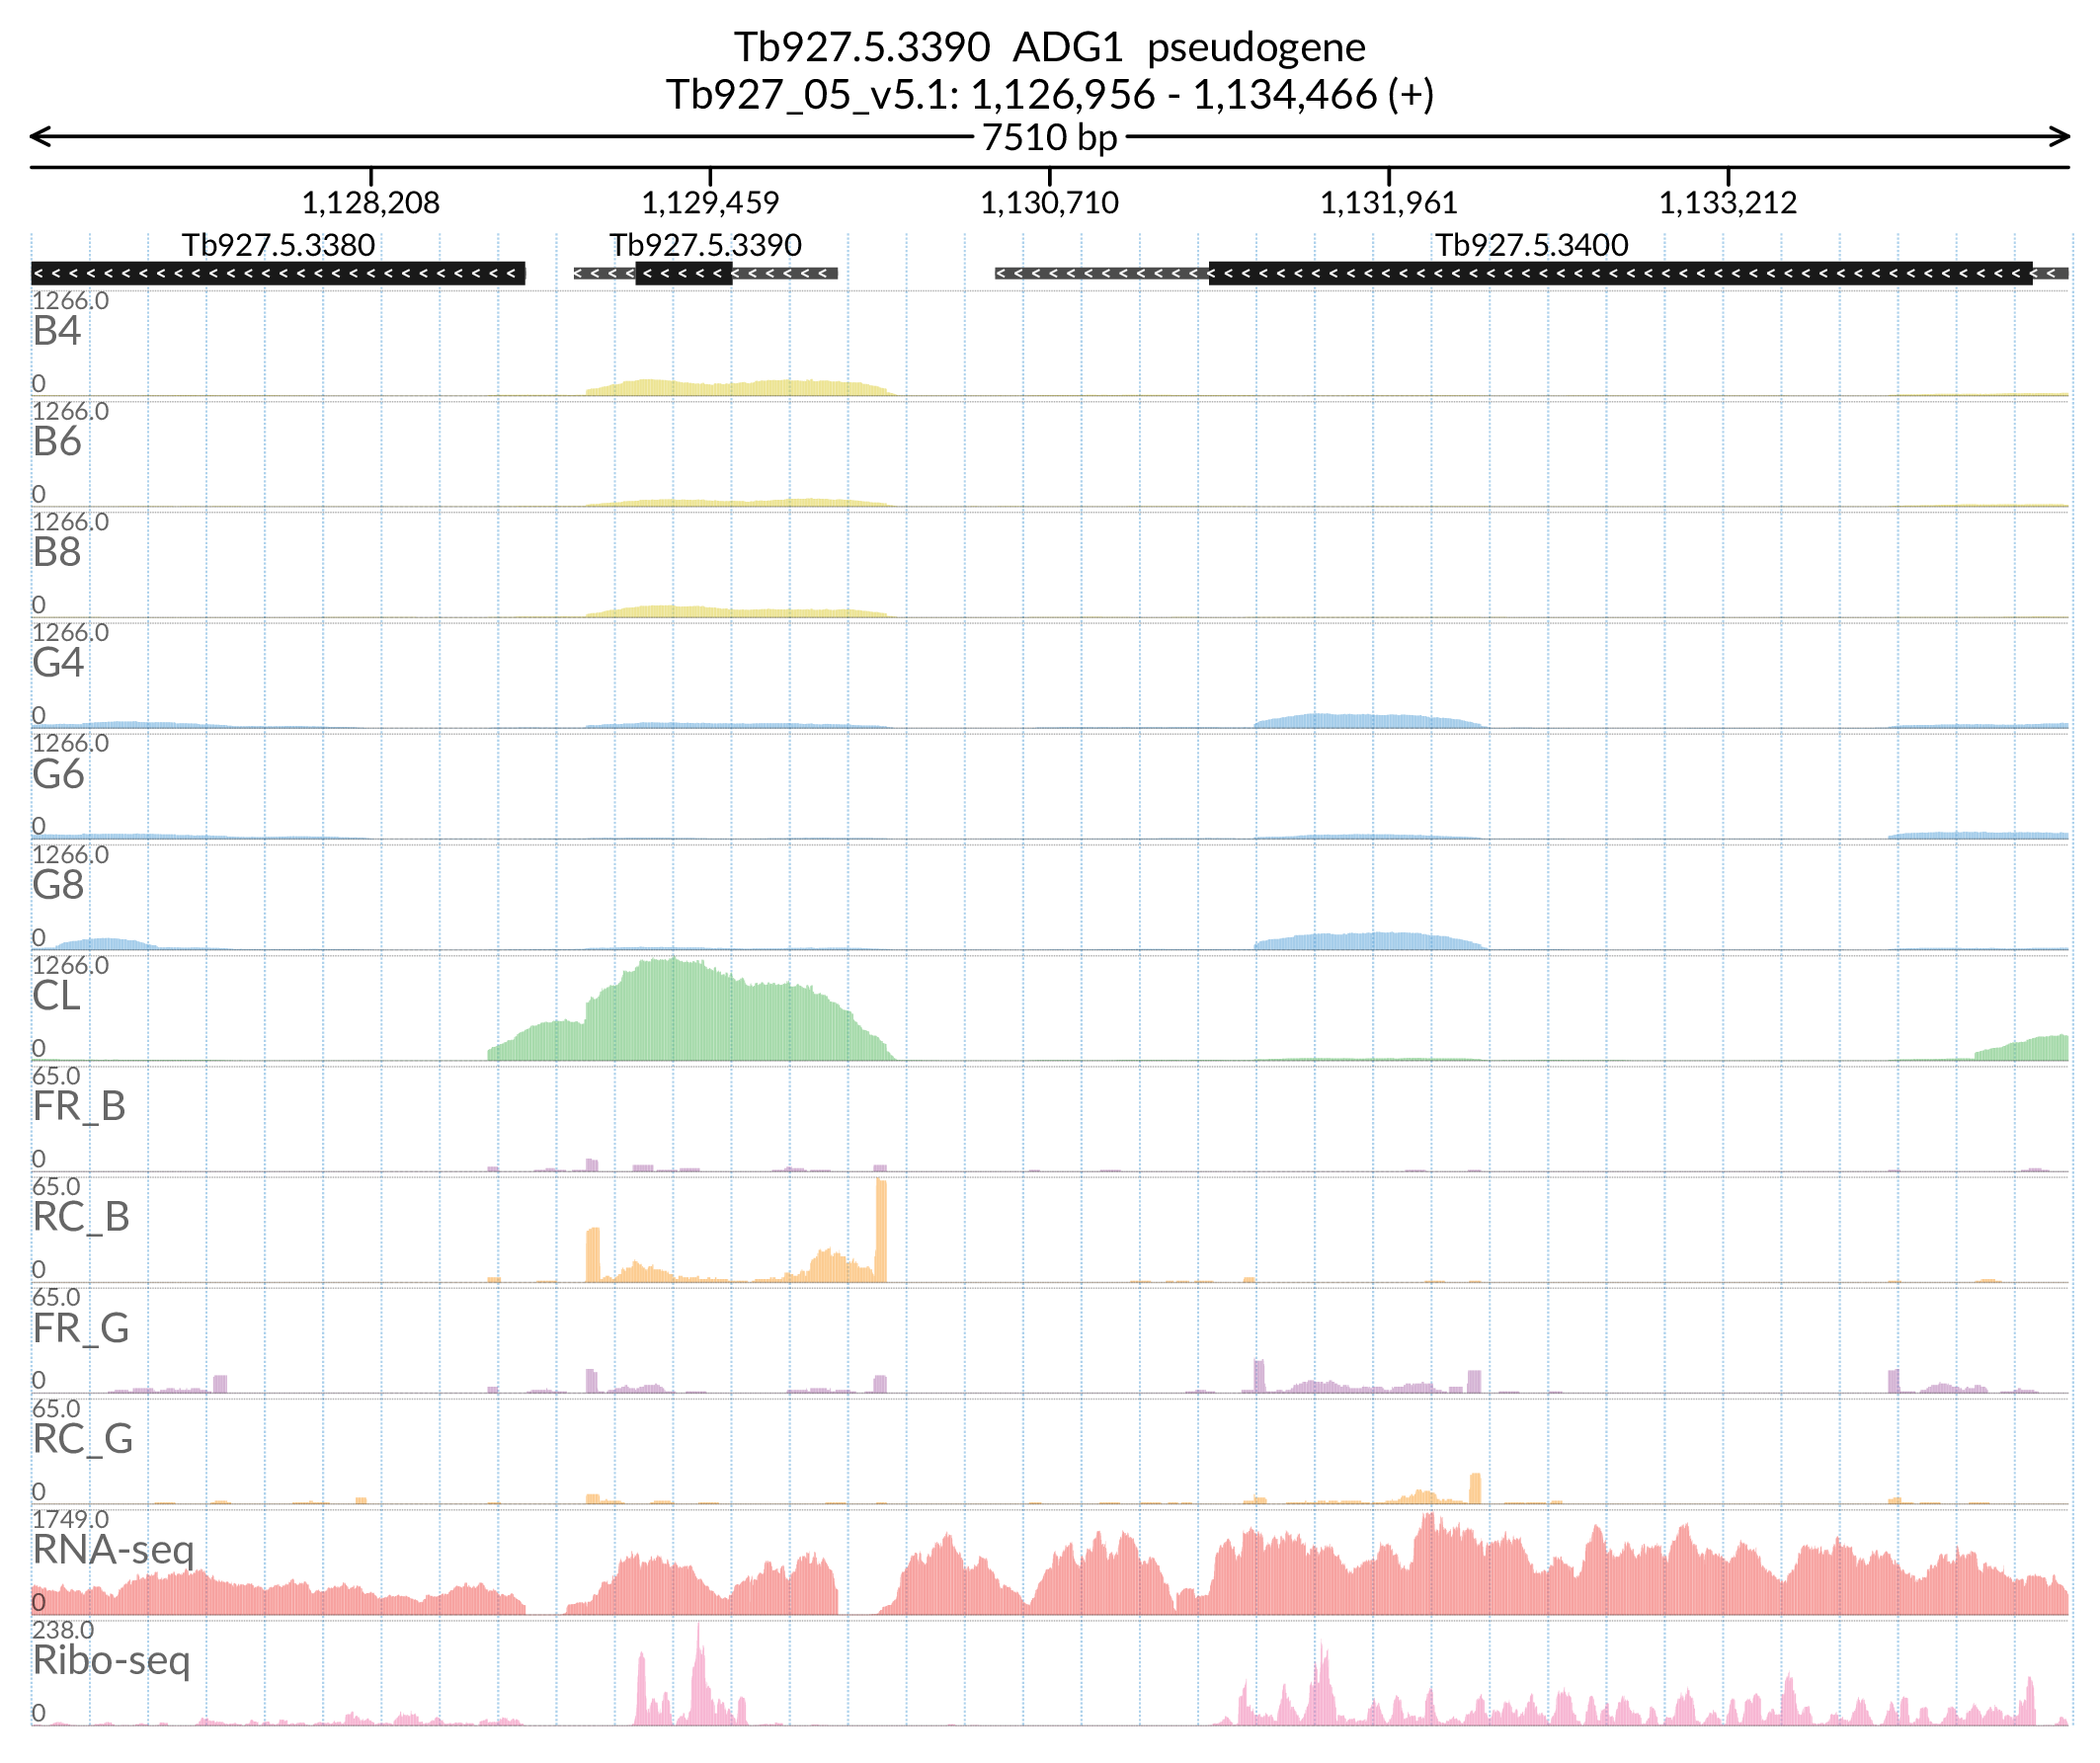 Tb927.5.3390 ADG1 pseudogene
Tb927_05_v5.1: 1,126,956 - 1,134,466 (+)
7510 bp
1,128,208 1,129,459 1,130,710 1,131,961 1,133,212
Tb927.5.3380 Tb927.5.3390 Tb927.5.3400
1266.0
B4
0
1266.0
B6
0
1266.0
B8
0
1266.0
G4
0
1266.0
G6
0
1266.0
G8
0
1266.0
CL
0
65.0
FR_B
0
65.0
RC_B
0
65.0
FR_G
0
65.0
RC_G
0
1749.0
RNA-seq
0
238.0
Ribo-seq
0